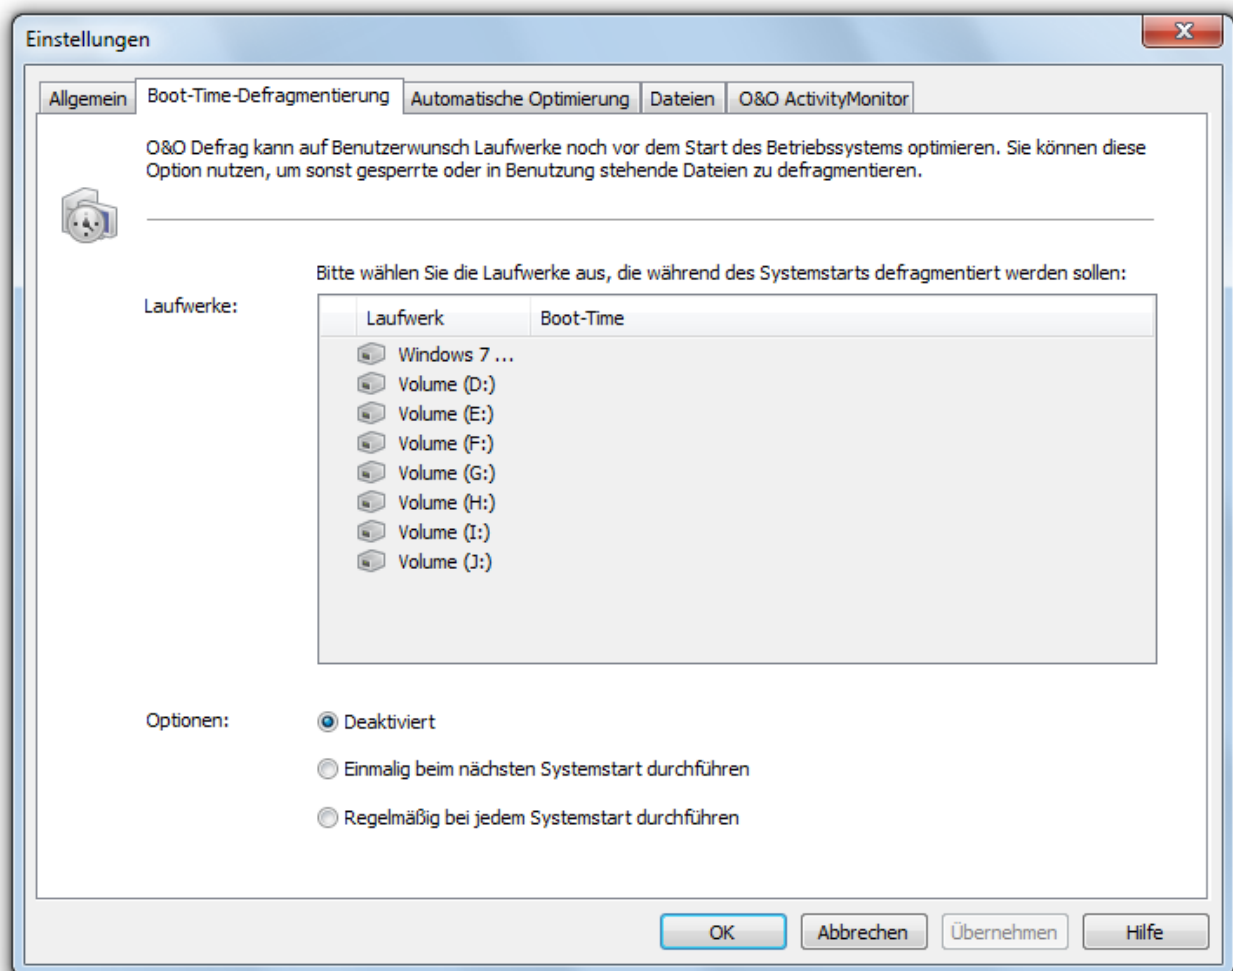 Einstellungen
Allgemein Boot-Time-Defragmentierung Automatische Optimierung Dateien O&O ActivityMonitor
O&O Defrag kann auf Benutzerwunsch Laufwerke noch vor dem Start des Betriebssystems optimieren. Sie können diese
Option nutzen, um sonst gesperrte oder in Benutzung stehende Dateien zu defragmentieren.
Bitte wählen Sie die Laufwerke aus, die während des Systemstarts defragmentiert werden sollen:
Laufwerke:
Laufwerk Boot-Time
Windows 7 ...
Volume (D:)
Volume (E:)
Volume (F:)
Volume (G:)
Volume (H:)
Volume (I:)
Volume (J:)
Optionen: Deaktiviert
Einmalig beim nächsten Systemstart durchführen
Regelmäßig bei jedem Systemstart durchführen
OK Abbrechen Übernehmen Hilfe